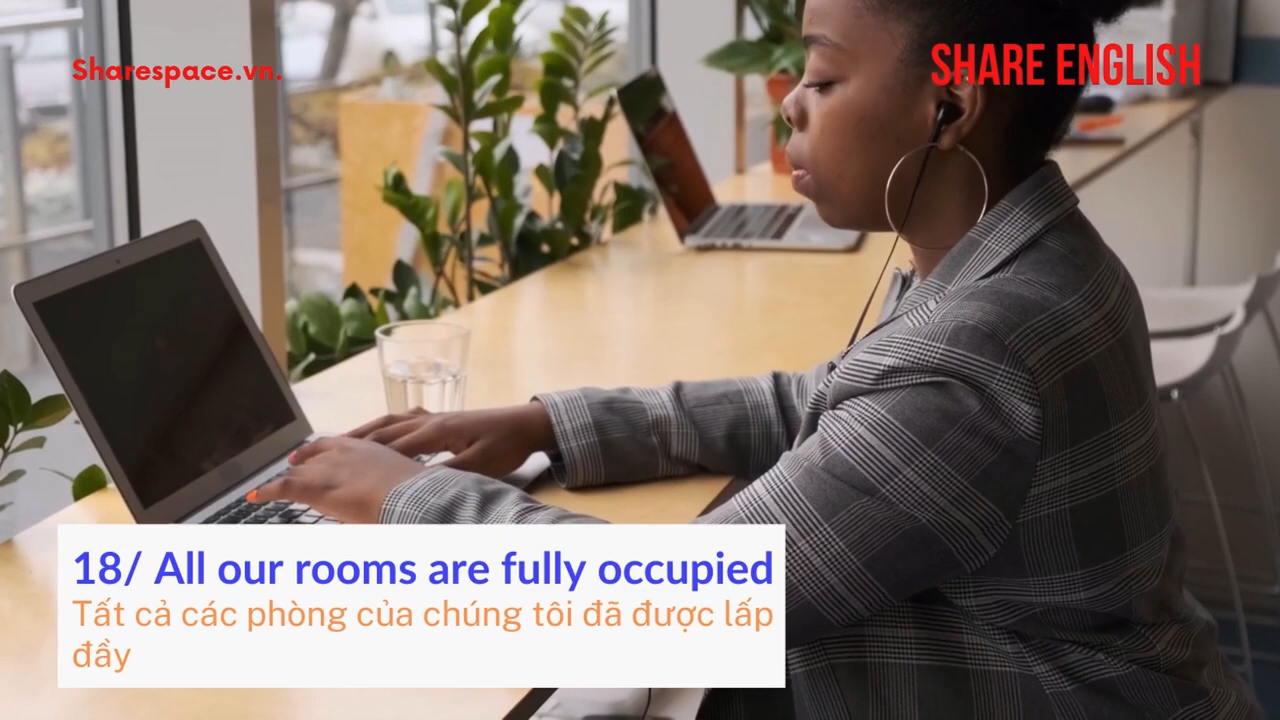 Sharespace.vn.
SHARE ENGLISH
18/ All our rooms are fully occupied
Tất cả các phòng của chúng tôi đã được lấp
đầy